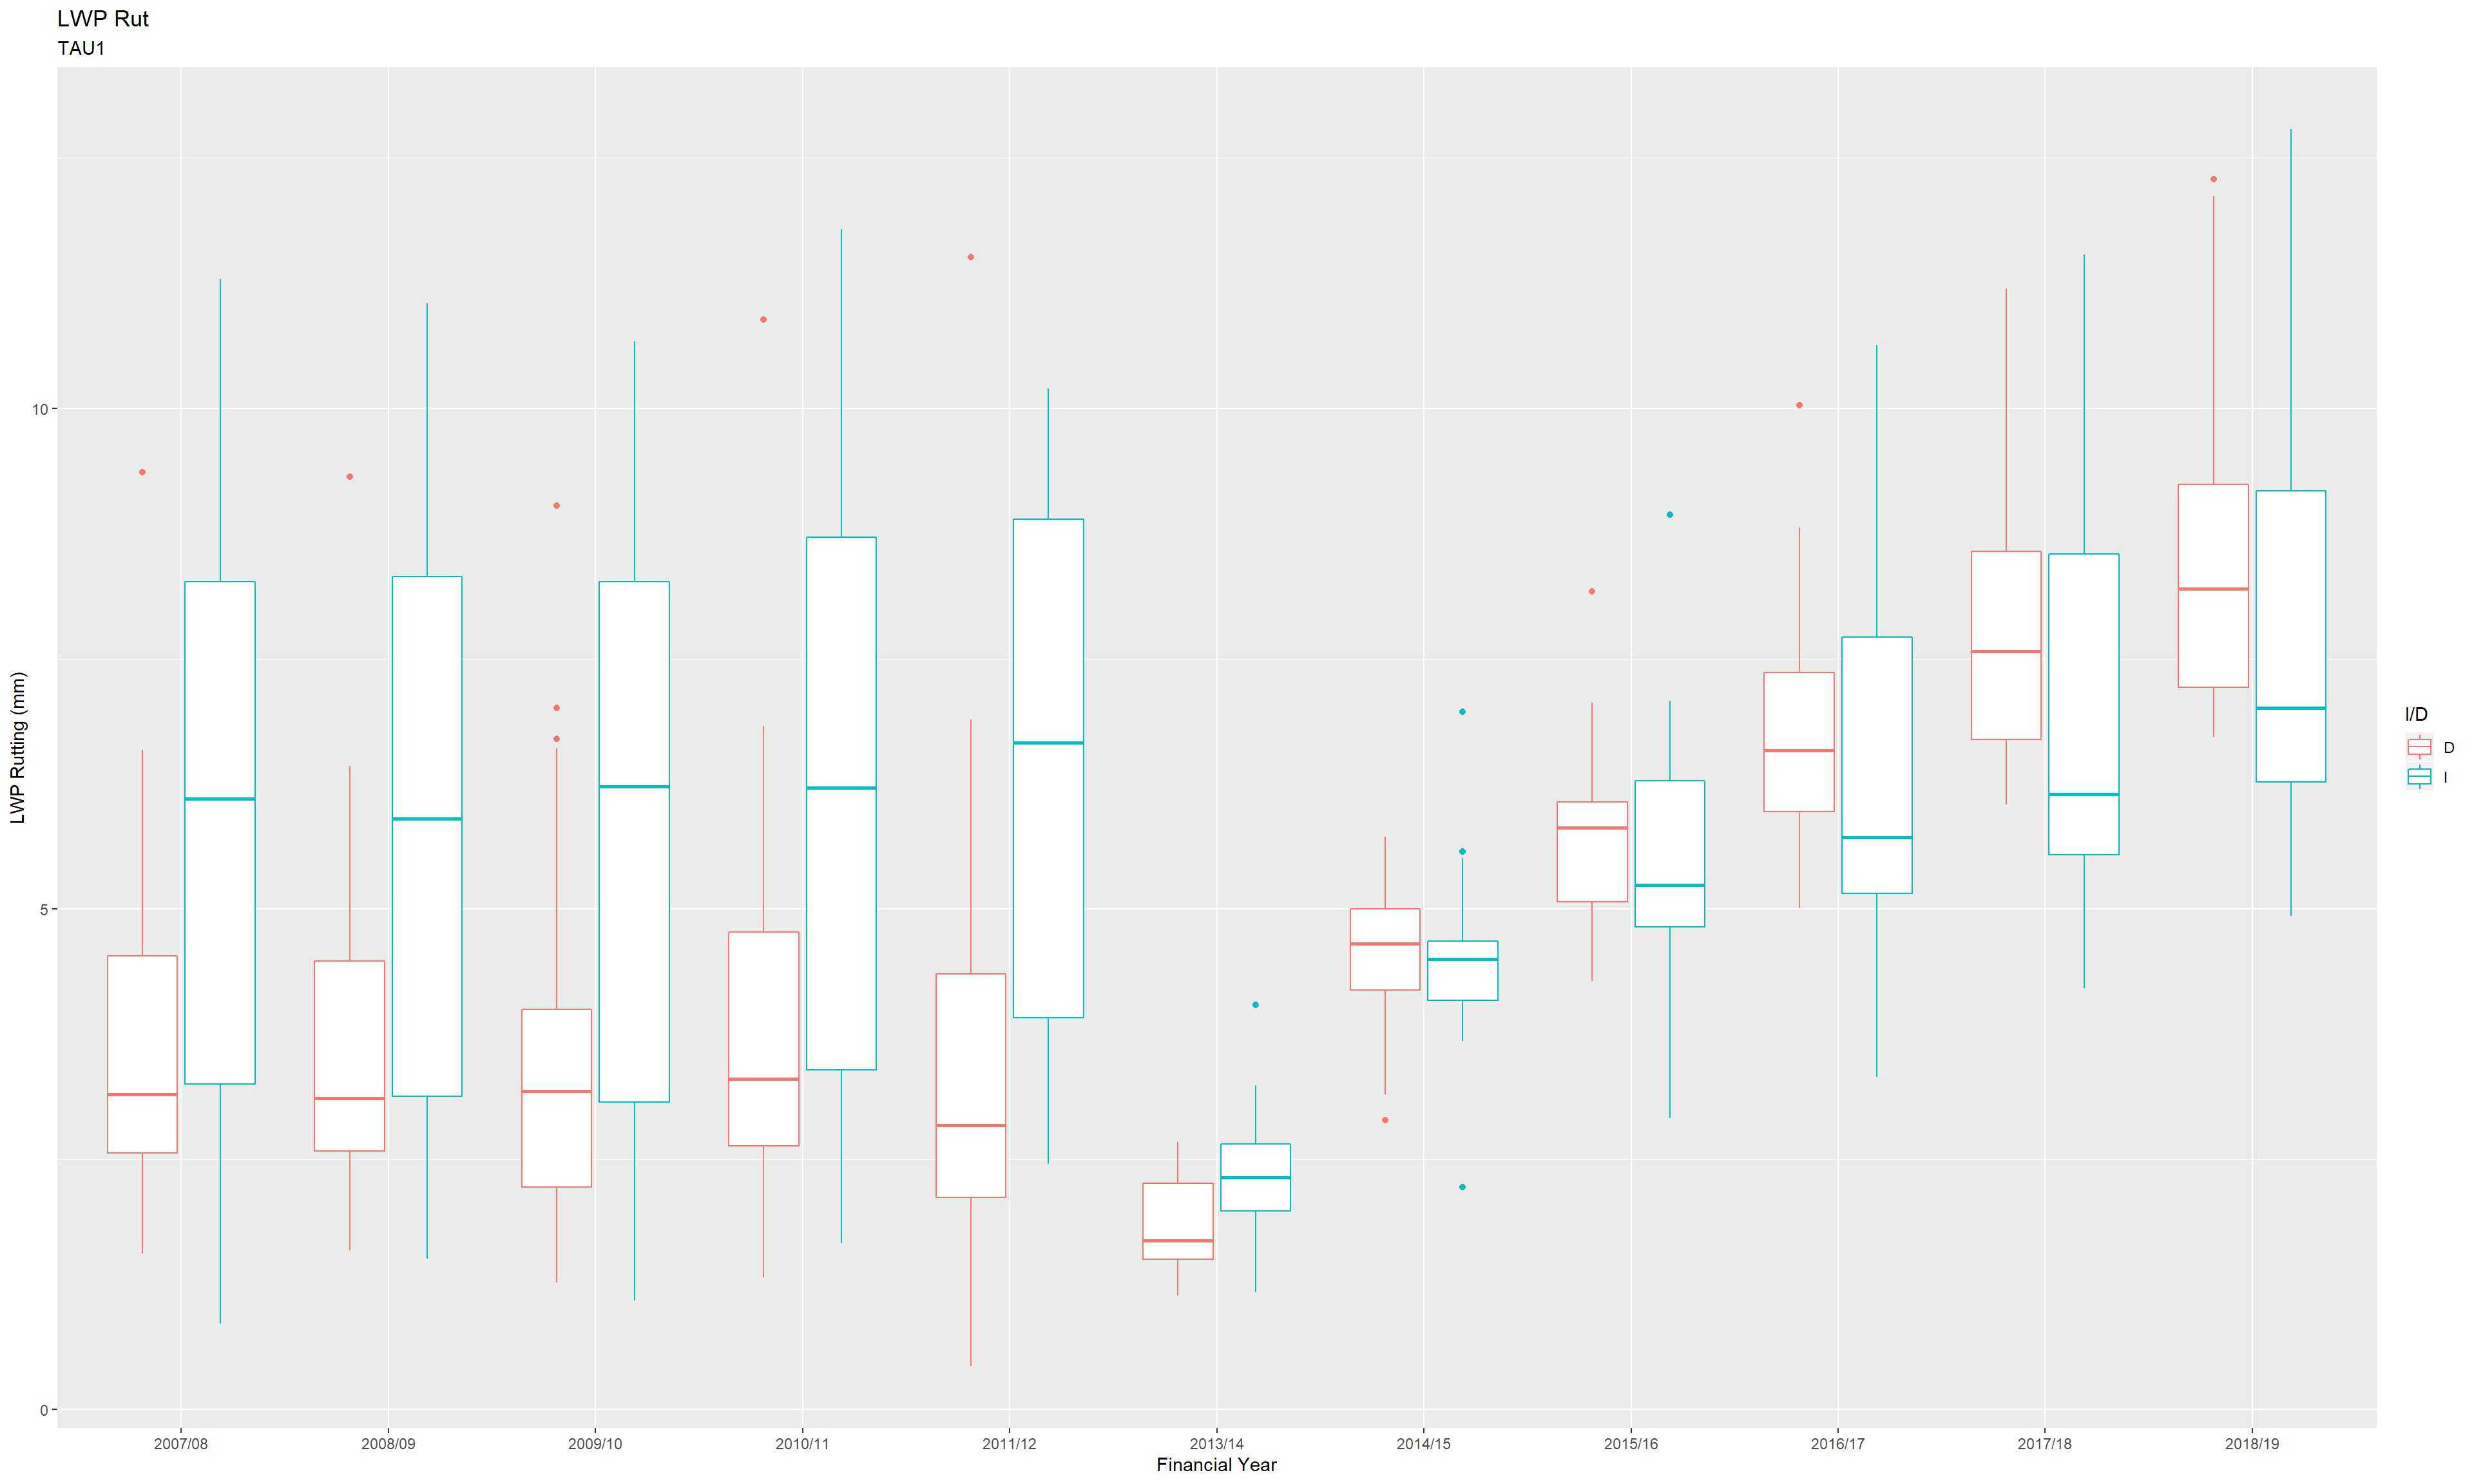 LWP Rut
TAU1
LWP Rutting (mm)
10
5
0
2007/08 2008/09 2009/10 2010/11 2011/12 2013/14 2014/15 2015/16 2016/17 2017/18 2018/19
Financial Year
I/D
D
I